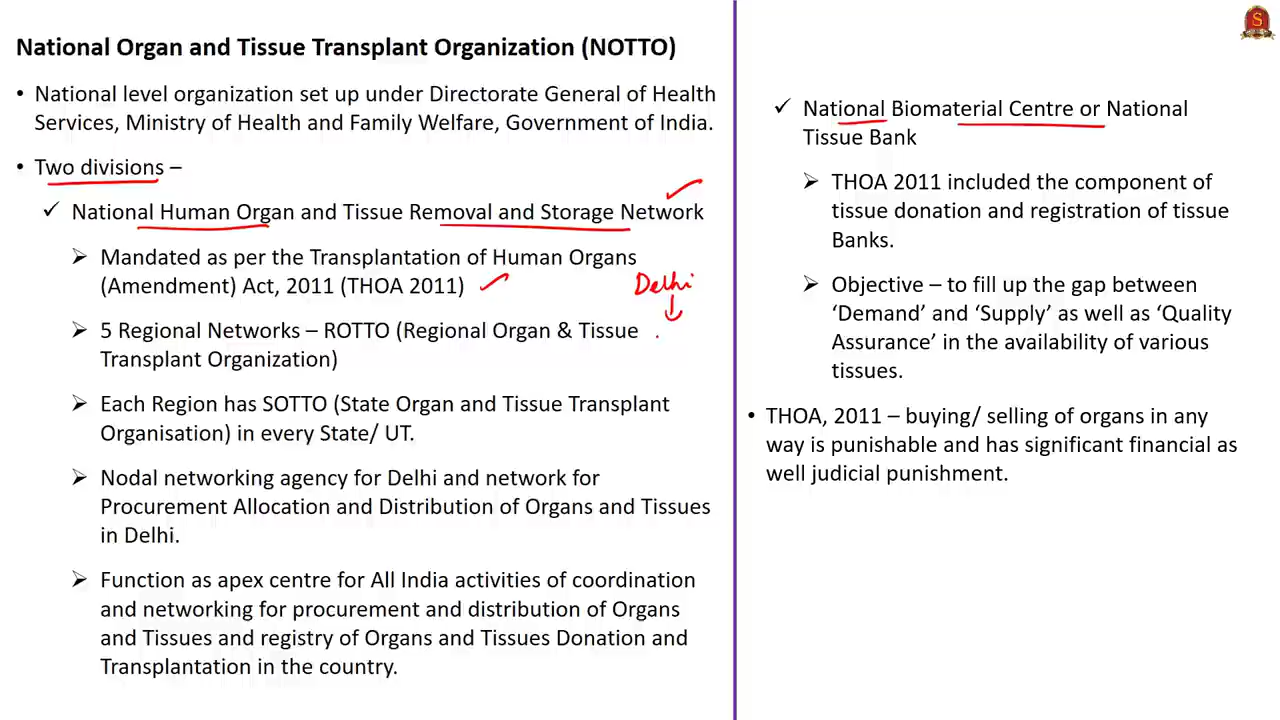 National Organ and Tissue Transplant Organization (NOTTO)
• National level organization set up under Directorate General of Health
Services, Ministry of Health and Family Welfare, Government of India.
• Two divisions –
✓ National Human Organ and Tissue Removal and Storage Network
➢ Mandated as per the Transplantation of Human Organs
(Amendment) Act, 2011 (THOA 2011)
Delhi
➢ 5 Regional Networks – ROTTO (Regional Organ & Tissue
Transplant Organization)
➢ Each Region has SOTTO (State Organ and Tissue Transplant
Organisation) in every State/ UT.
➢ Nodal networking agency for Delhi and network for
Procurement Allocation and Distribution of Organs and Tissues
in Delhi.
➢ Function as apex centre for All India activities of coordination
and networking for procurement and distribution of Organs
and Tissues and registry of Organs and Tissues Donation and
Transplantation in the country.
✓ National Biomaterial Centre or National
Tissue Bank
➢ THOA 2011 included the component of
tissue donation and registration of tissue
Banks.
➢ Objective – to fill up the gap between
‘Demand’ and ‘Supply’ as well as ‘Quality
Assurance’ in the availability of various
tissues.
• THOA, 2011 – buying/ selling of organs in any
way is punishable and has significant financial as
well judicial punishment.
S